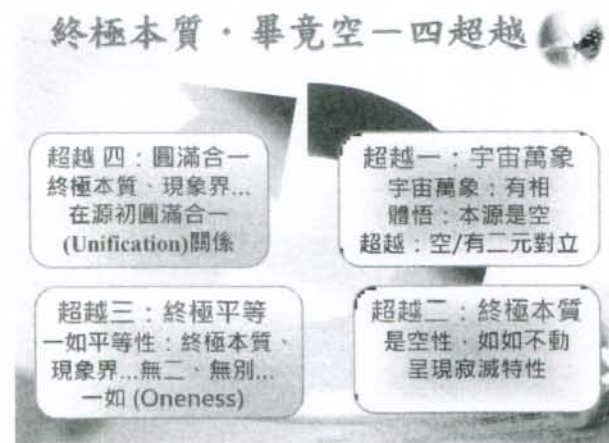 終極本質・畢竟空－四超越
超越四：圓滿合一
終極本質、現象界...
在源初圓滿合一
(Unification)關係
超越一：宇宙萬象
宇宙萬象：有相
體悟：本源是空
超越：空/有二元對立
超越三：終極平等
一如平等性：終極本質、
現象界...無二、無別...
一如 (Oneness)
超越二：終極本質
是空性、如如不動
呈現寂滅特性